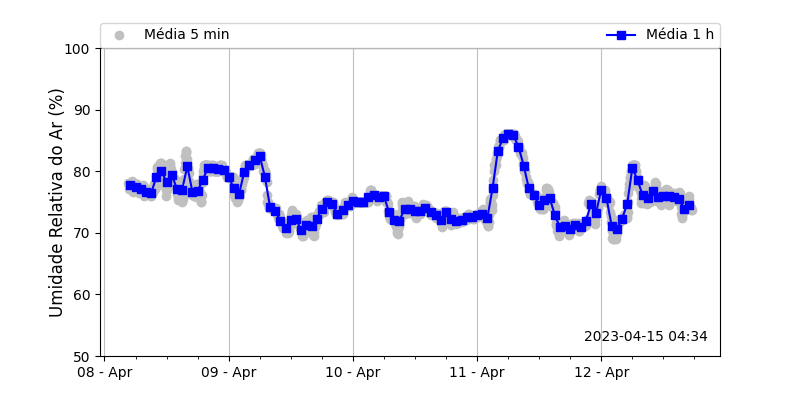 Média 5 min
Média 1 h
100
90
80
70
60
50
Umidade Relativa do Ar (%)
2023-04-15 04:34
08 - Apr
09 - Apr
10 - Apr
11 - Apr
12 - Apr